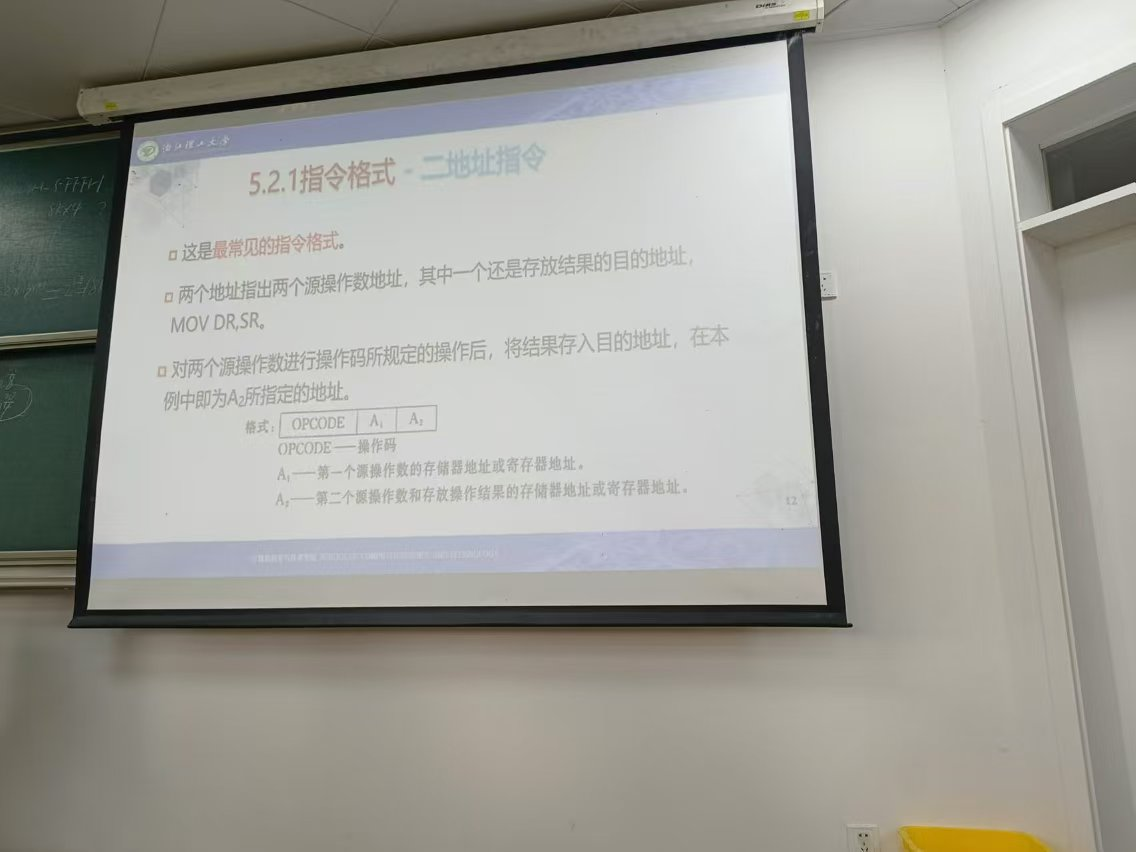 浙江理工大学
5.2.1指令格式 - 二地址指令
这是最常见的指令格式。
两个地址指出两个源操作数地址，其中一个还是存放结果的目的地址，
MOV DR,SR。
对两个源操作数进行操作码所规定的操作后，将结果存入目的地址，在本
例中即为A₂所指定的地址。
格式： OPCODE A₁ A₂
OPCODE——操作码
A₁——第一个源操作数的存储器地址或寄存器地址。
A₂——第二个源操作数和存放操作结果的存储器地址或寄存器地址。
12